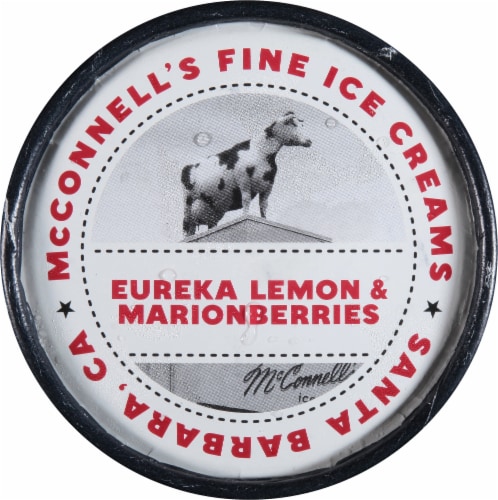 McCONNELL'S FINE ICE CREAMS
EUREKA LEMON &
MARIONBERRIES
McConnell's
SANTA BARBARA, CA